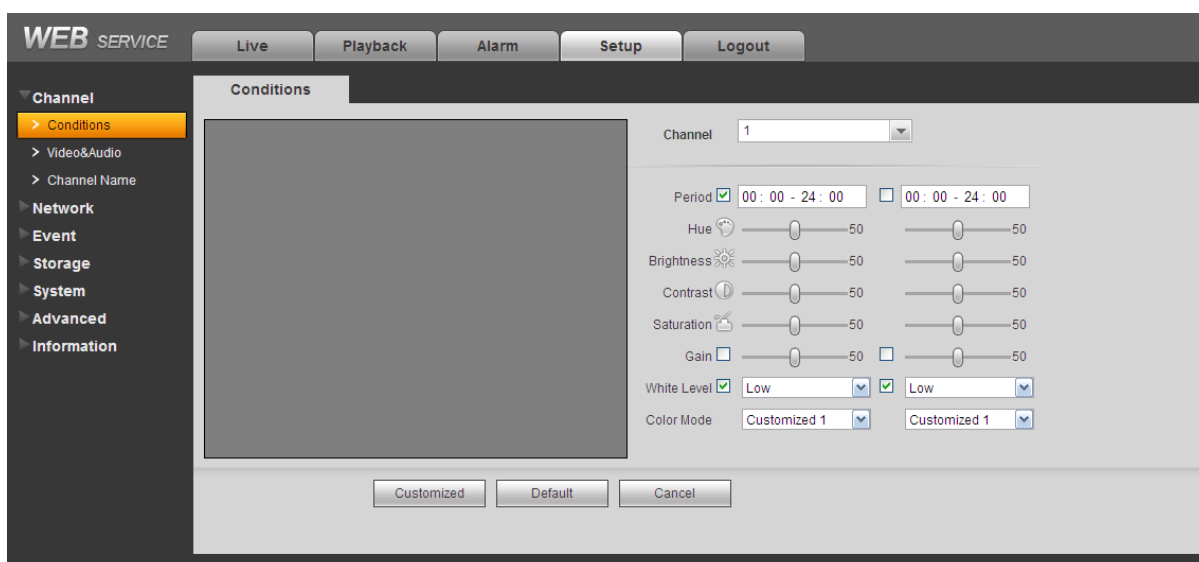 WEB SERVICE
Live Playback Alarm Setup Logout
Channel
> Conditions
> Video&Audio
> Channel Name
Network
Event
Storage
System
Advanced
Information
Conditions
Channel 1
Period 00 : 00 - 24 : 00 00 : 00 - 24 : 00
Hue 50 50
Brightness 50 50
Contrast 50 50
Saturation 50 50
Gain 50 50
White Level Low Low
Color Mode Customized 1 Customized 1
Customized Default Cancel